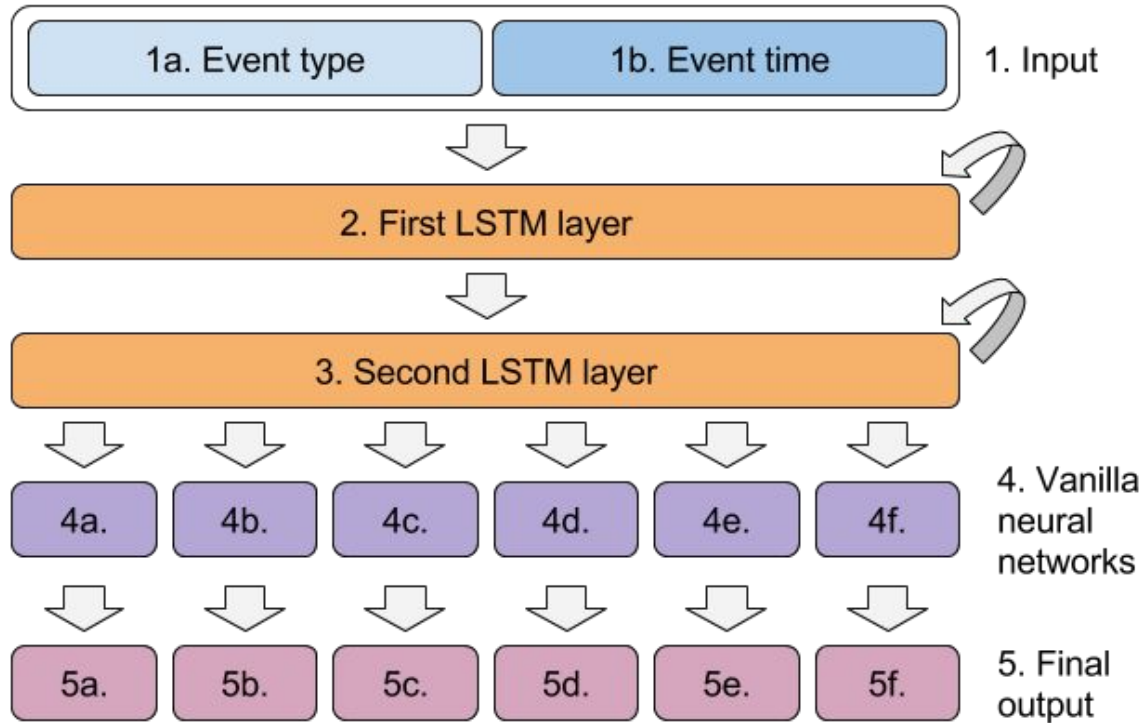 1a. Event type
1b. Event time
1. Input
2. First LSTM layer
3. Second LSTM layer
4a.
4b.
4c.
4d.
4e.
4f.
4. Vanilla
neural
networks
5a.
5b.
5c.
5d.
5e.
5f.
5. Final
output